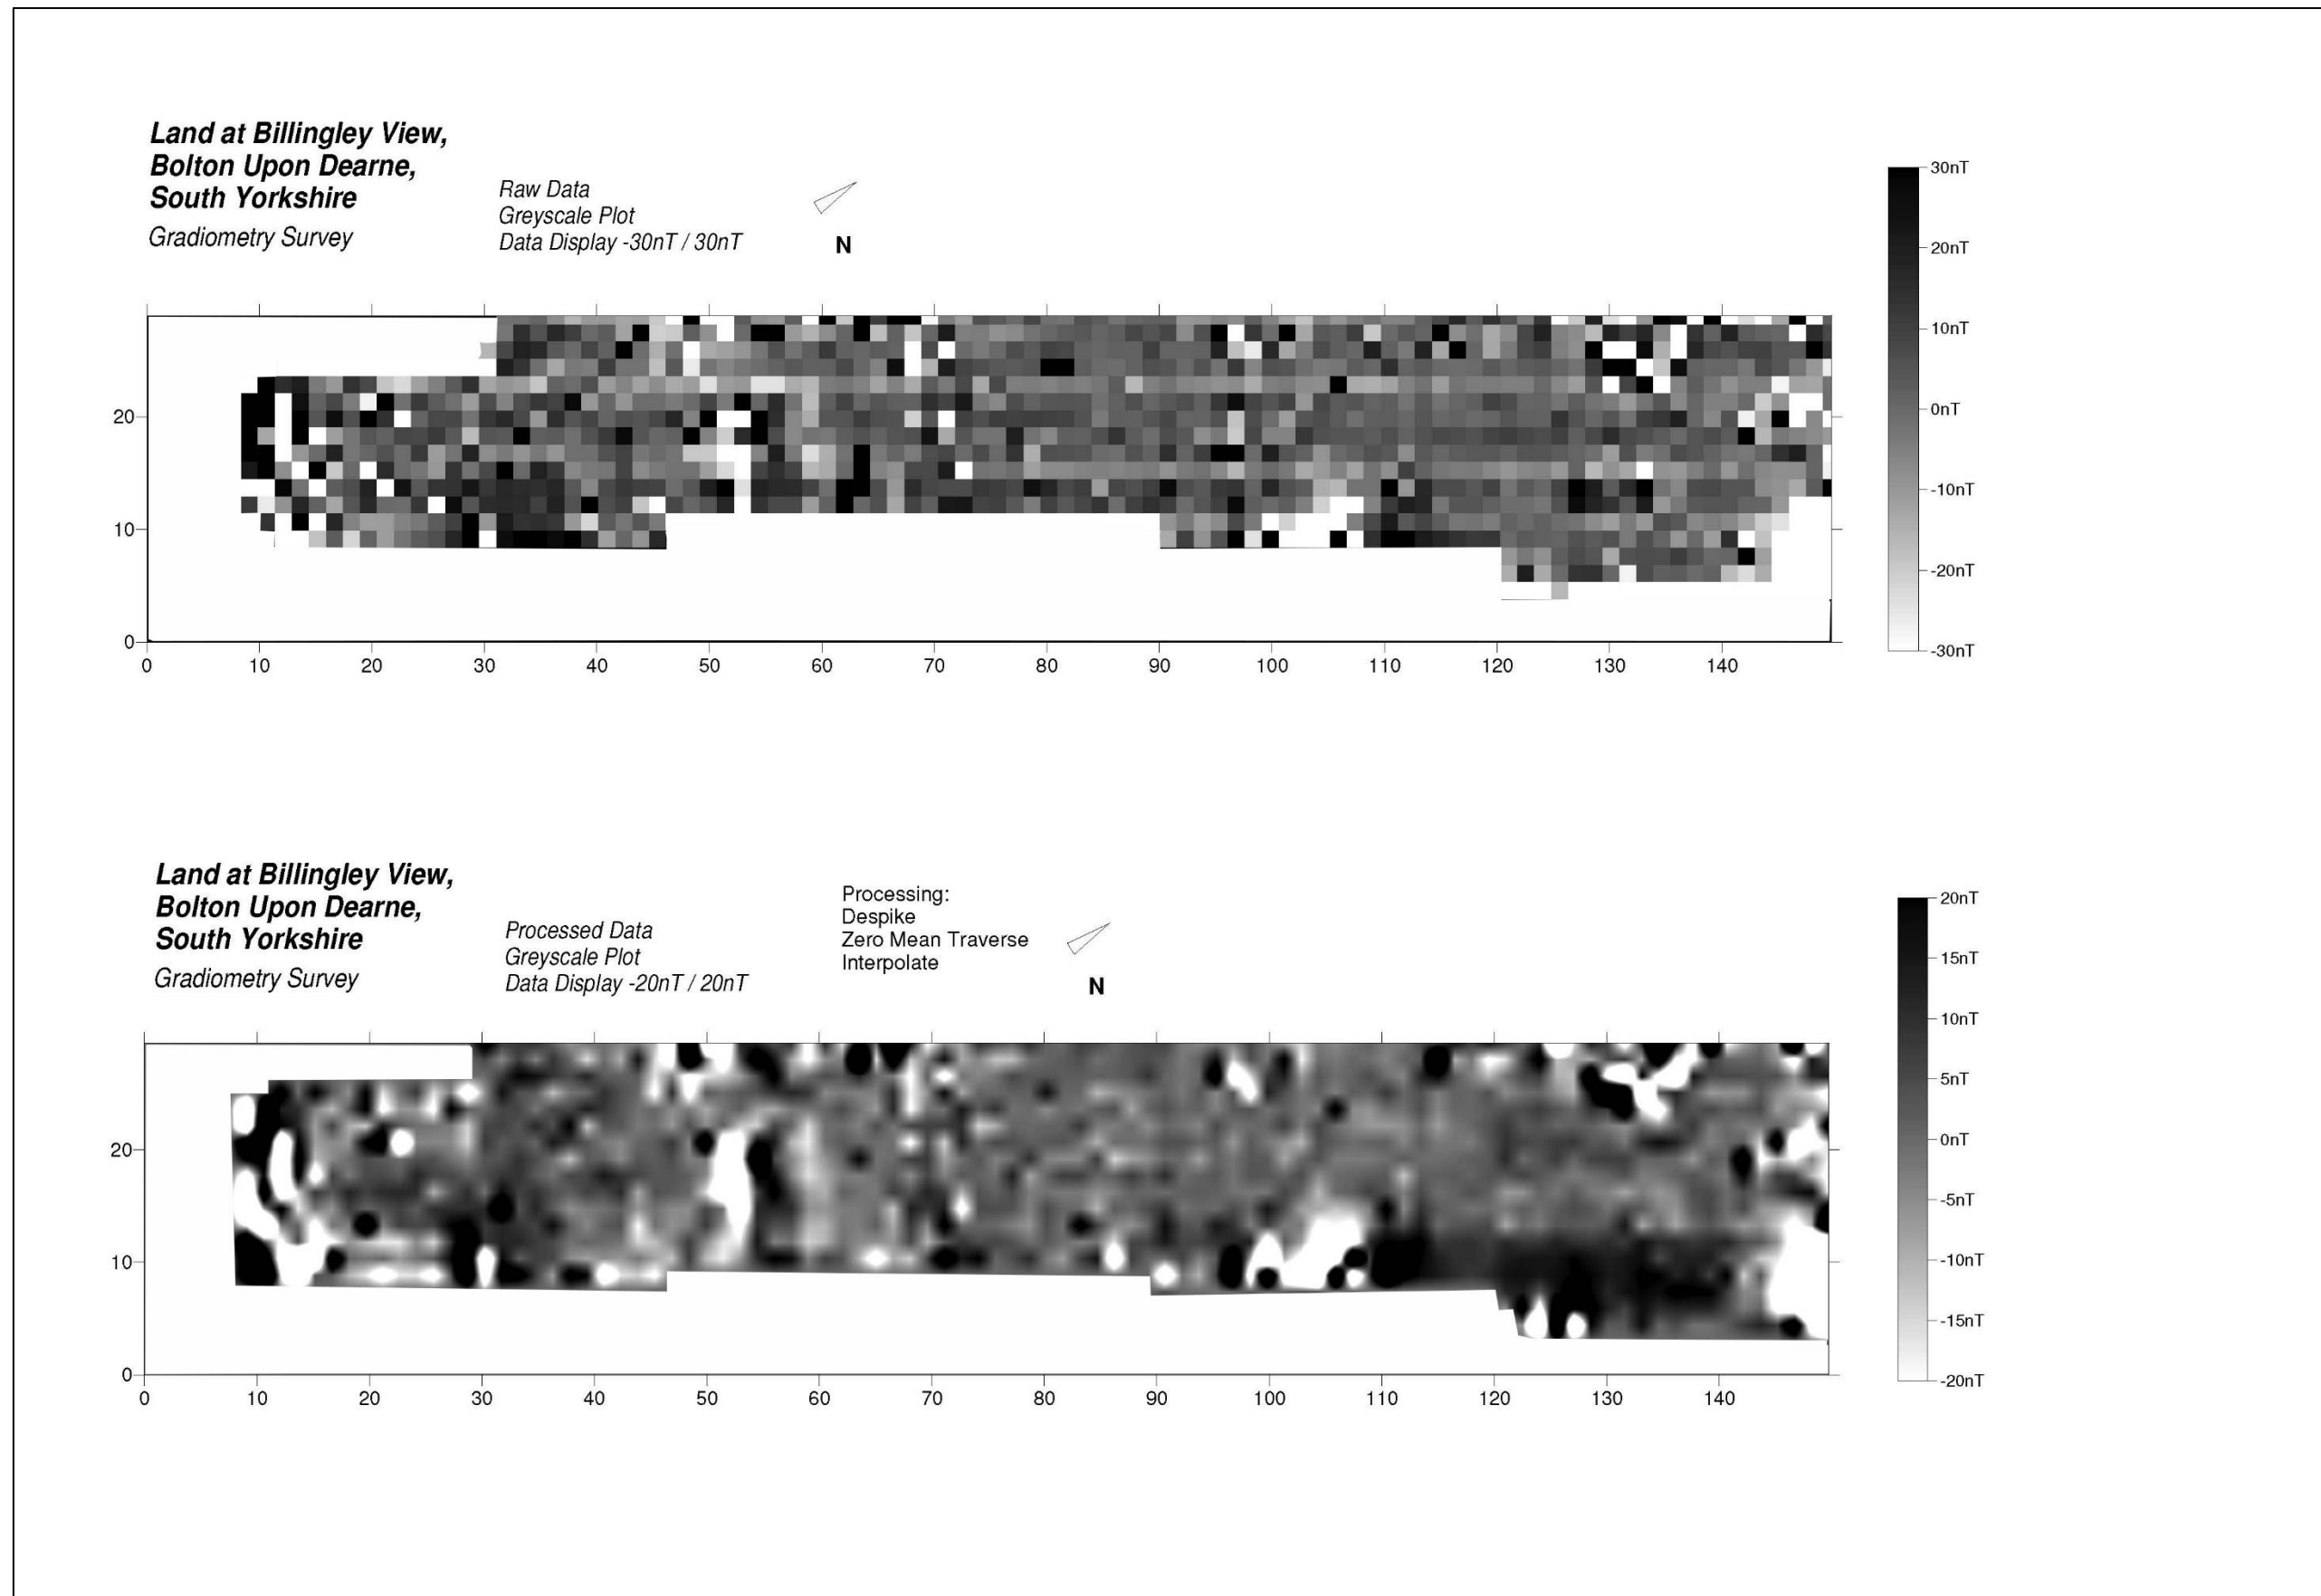 Land at Billingley View,
Bolton Upon Dearne,
South Yorkshire
Gradiometry Survey
Raw Data
Greyscale Plot
Data Display -30nT / 30nT
N
30nT
20nT
10nT
0nT
-10nT
-20nT
-30nT
20
10
0
0 10 20 30 40 50 60 70 80 90 100 110 120 130 140
Land at Billingley View,
Bolton Upon Dearne,
South Yorkshire
Gradiometry Survey
Processed Data
Greyscale Plot
Data Display -20nT / 20nT
Processing:
Despike
Zero Mean Traverse
Interpolate
N
20nT
15nT
10nT
5nT
0nT
-5nT
-10nT
-15nT
-20nT
20
10
0
0 10 20 30 40 50 60 70 80 90 100 110 120 130 140